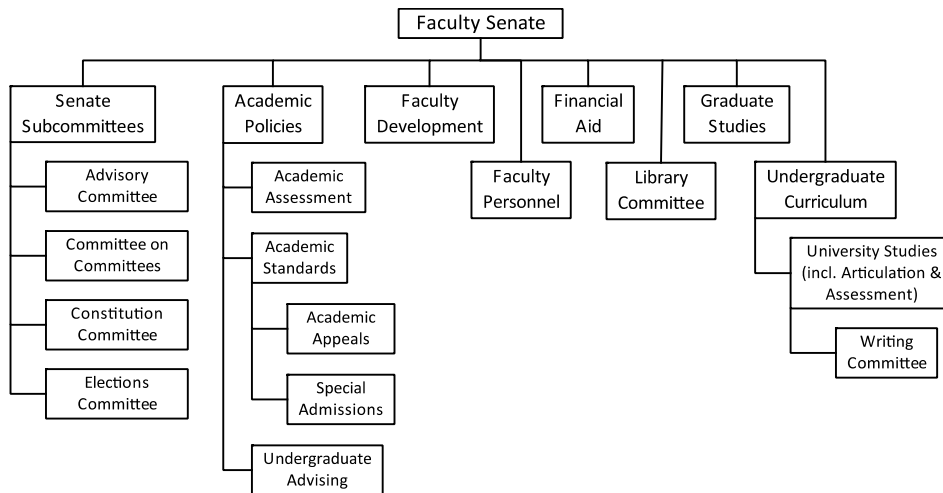 Faculty Senate
Senate
Subcommittees
Advisory
Committee
Committee on
Committees
Constitution
Committee
Elections
Committee
Academic
Policies
Academic
Assessment
Academic
Standards
Academic
Appeals
Special
Admissions
Undergraduate
Advising
Faculty
Development
Faculty
Personnel
Financial
Aid
Library
Committee
Graduate
Studies
Undergraduate
Curriculum
University Studies
(incl. Articulation &
Assessment)
Writing
Committee